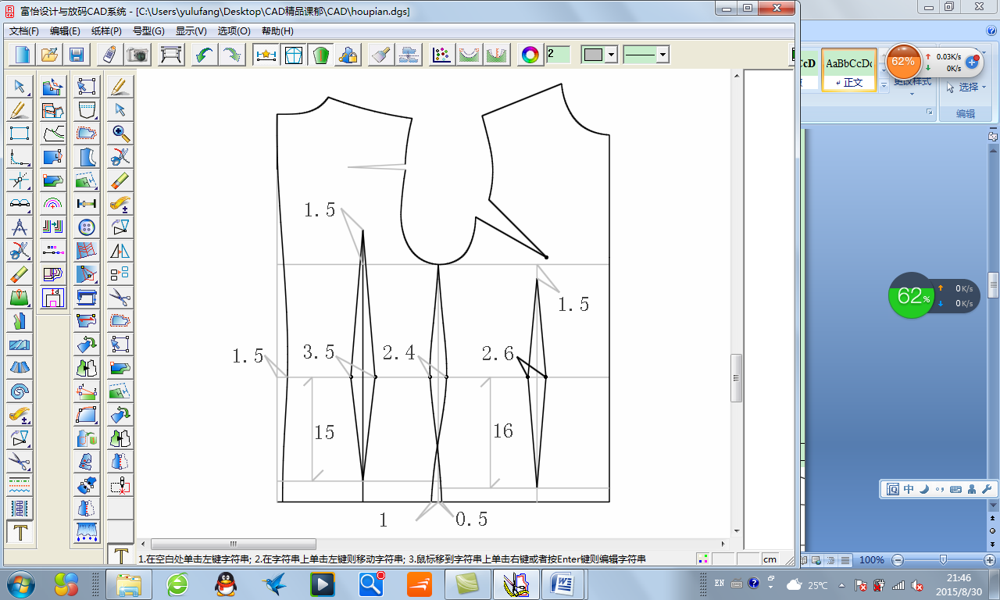 富怡设计与放码CAD系统 - [C:\Users\yulufang\Desktop\CAD精品课郁\CAD\houpian.dgs]
文档(F) 编辑(E) 纸样(P) 号型(G) 显示(V) 选项(O) 帮助(H)
2
AaBbCcDd
↲ 正文
更改样式
选择
编辑
62%
0.03K/s
0K/s
1.5
1.5
1.5
3.5
2.4
2.6
15
16
1
0.5
62%
0K/s
0K/s
中
1.在空白处单击左键字符串; 2.在字符串上单击左键则移动字符串; 3.鼠标移到字符串上单击右键或者按Enter键则编辑字符串
cm
100%
EN
25℃
21:46
2015/8/30